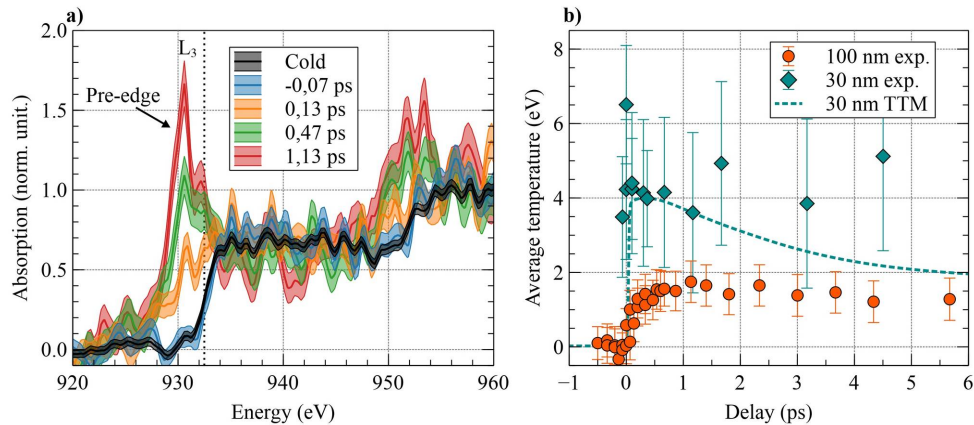 a)
2.0
1.5
1.0
0.5
0.0
Absorption (norm. unit.)
L₃
Pre-edge
Cold
-0,07 ps
0,13 ps
0,47 ps
1,13 ps
920 930 940 950 960
Energy (eV)
b)
8
6
4
2
0
Average temperature (eV)
100 nm exp.
30 nm exp.
30 nm TTM
−1 0 1 2 3 4 5 6
Delay (ps)